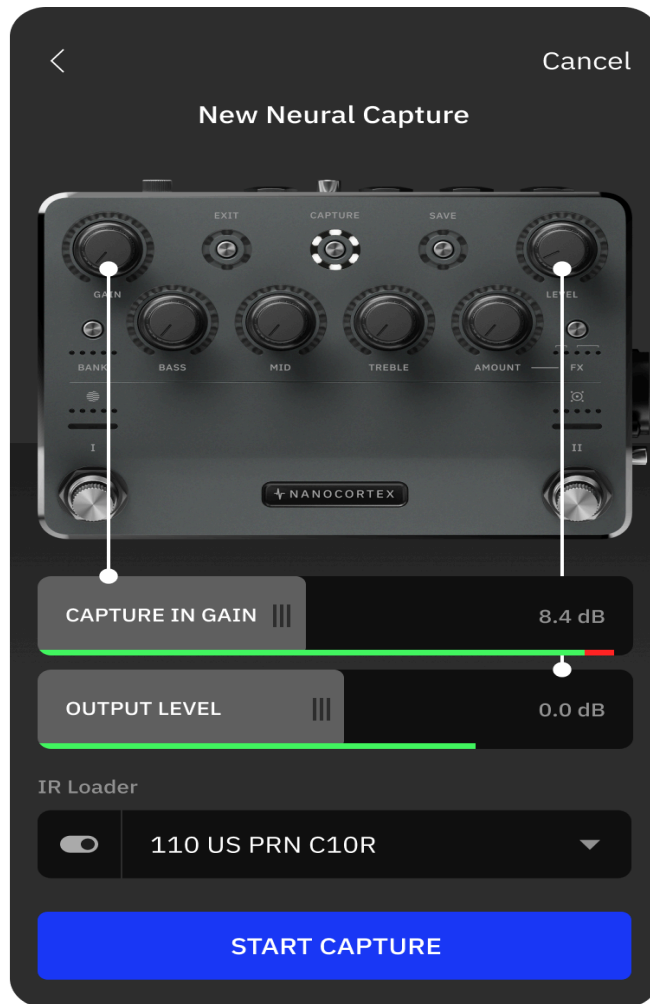 Cancel
New Neural Capture
EXIT CAPTURE SAVE
GAIN LEVEL
BANK BASS MID TREBLE AMOUNT FX
I II
NANOCORTEX
CAPTURE IN GAIN 8.4 dB
OUTPUT LEVEL 0.0 dB
IR Loader
110 US PRN C10R
START CAPTURE